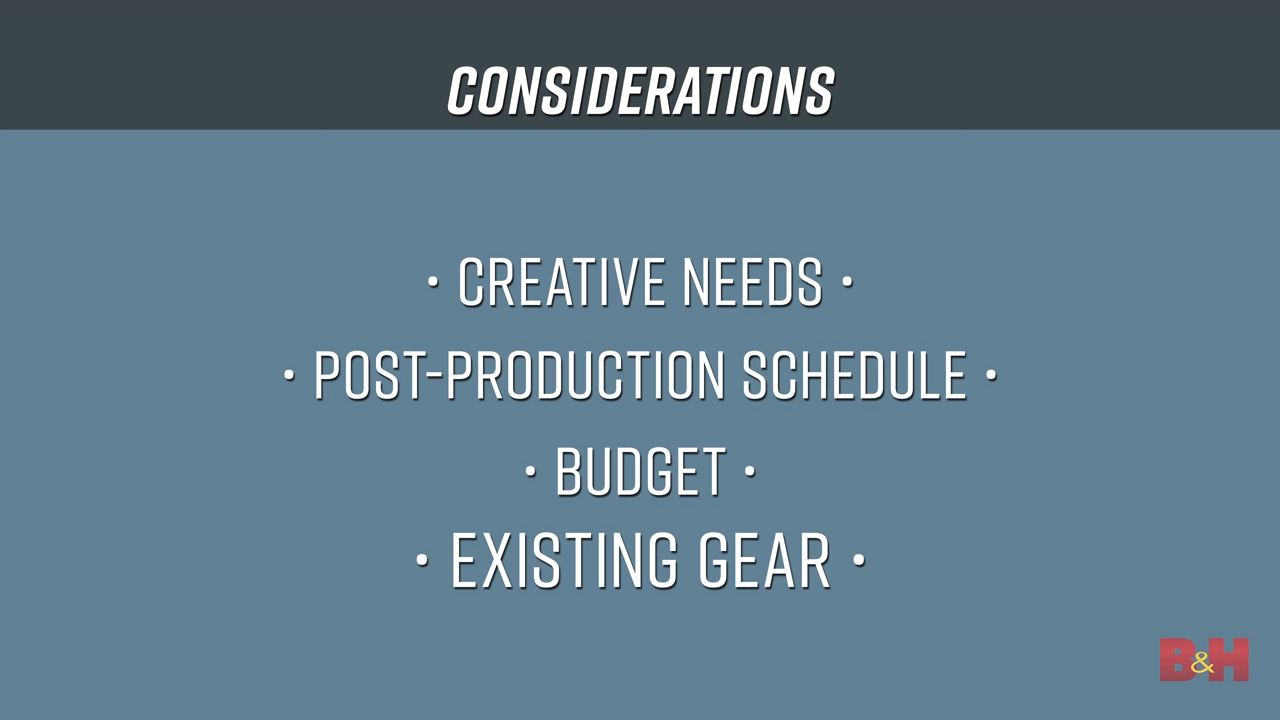 CONSIDERATIONS
• CREATIVE NEEDS •
• POST-PRODUCTION SCHEDULE •
• BUDGET •
• EXISTING GEAR •
B&H